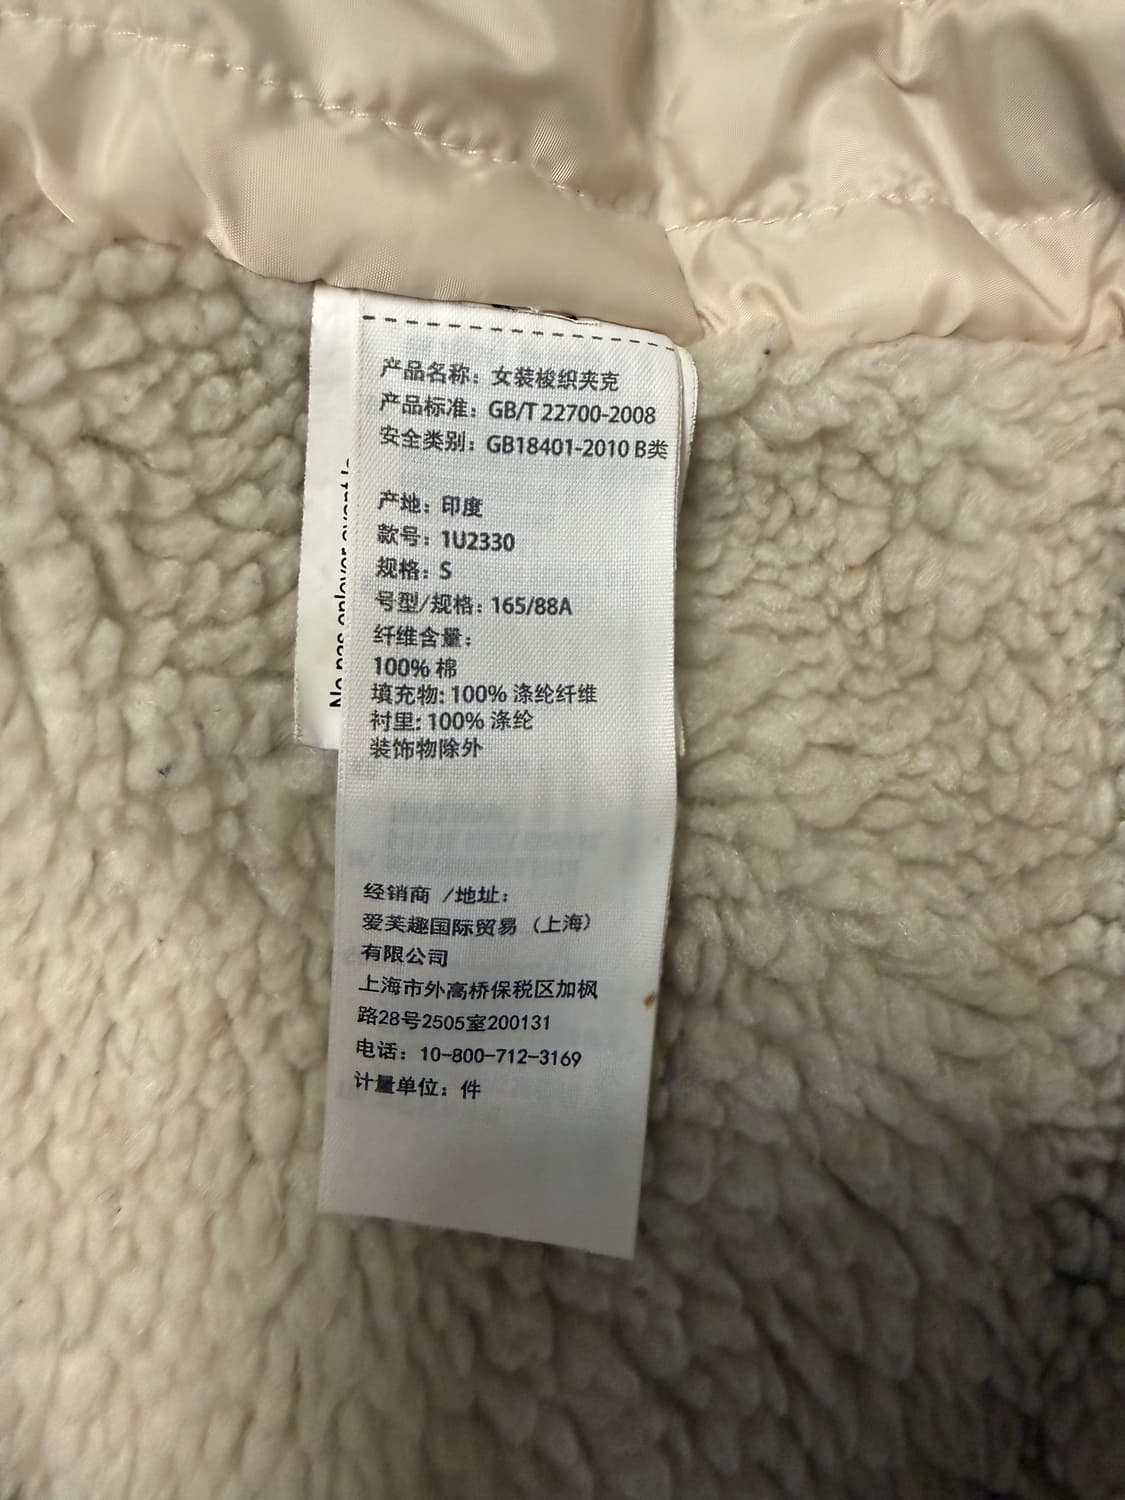 产品名称：女装梭织夹克
产品标准：GB/T 22700-2008
安全类别：GB18401-2010 B类
产地：印度
款号：1U2330
规格：S
号型/规格：165/88A
纤维含量：
100% 棉
填充物: 100% 涤纶纤维
衬里: 100% 涤纶
装饰物除外
经销商 /地址：
爱芙趣国际贸易（上海）
有限公司
上海市外高桥保税区加枫
路28号2505室200131
电话：10-800-712-3169
计量单位：件
Ne pas enlever avant